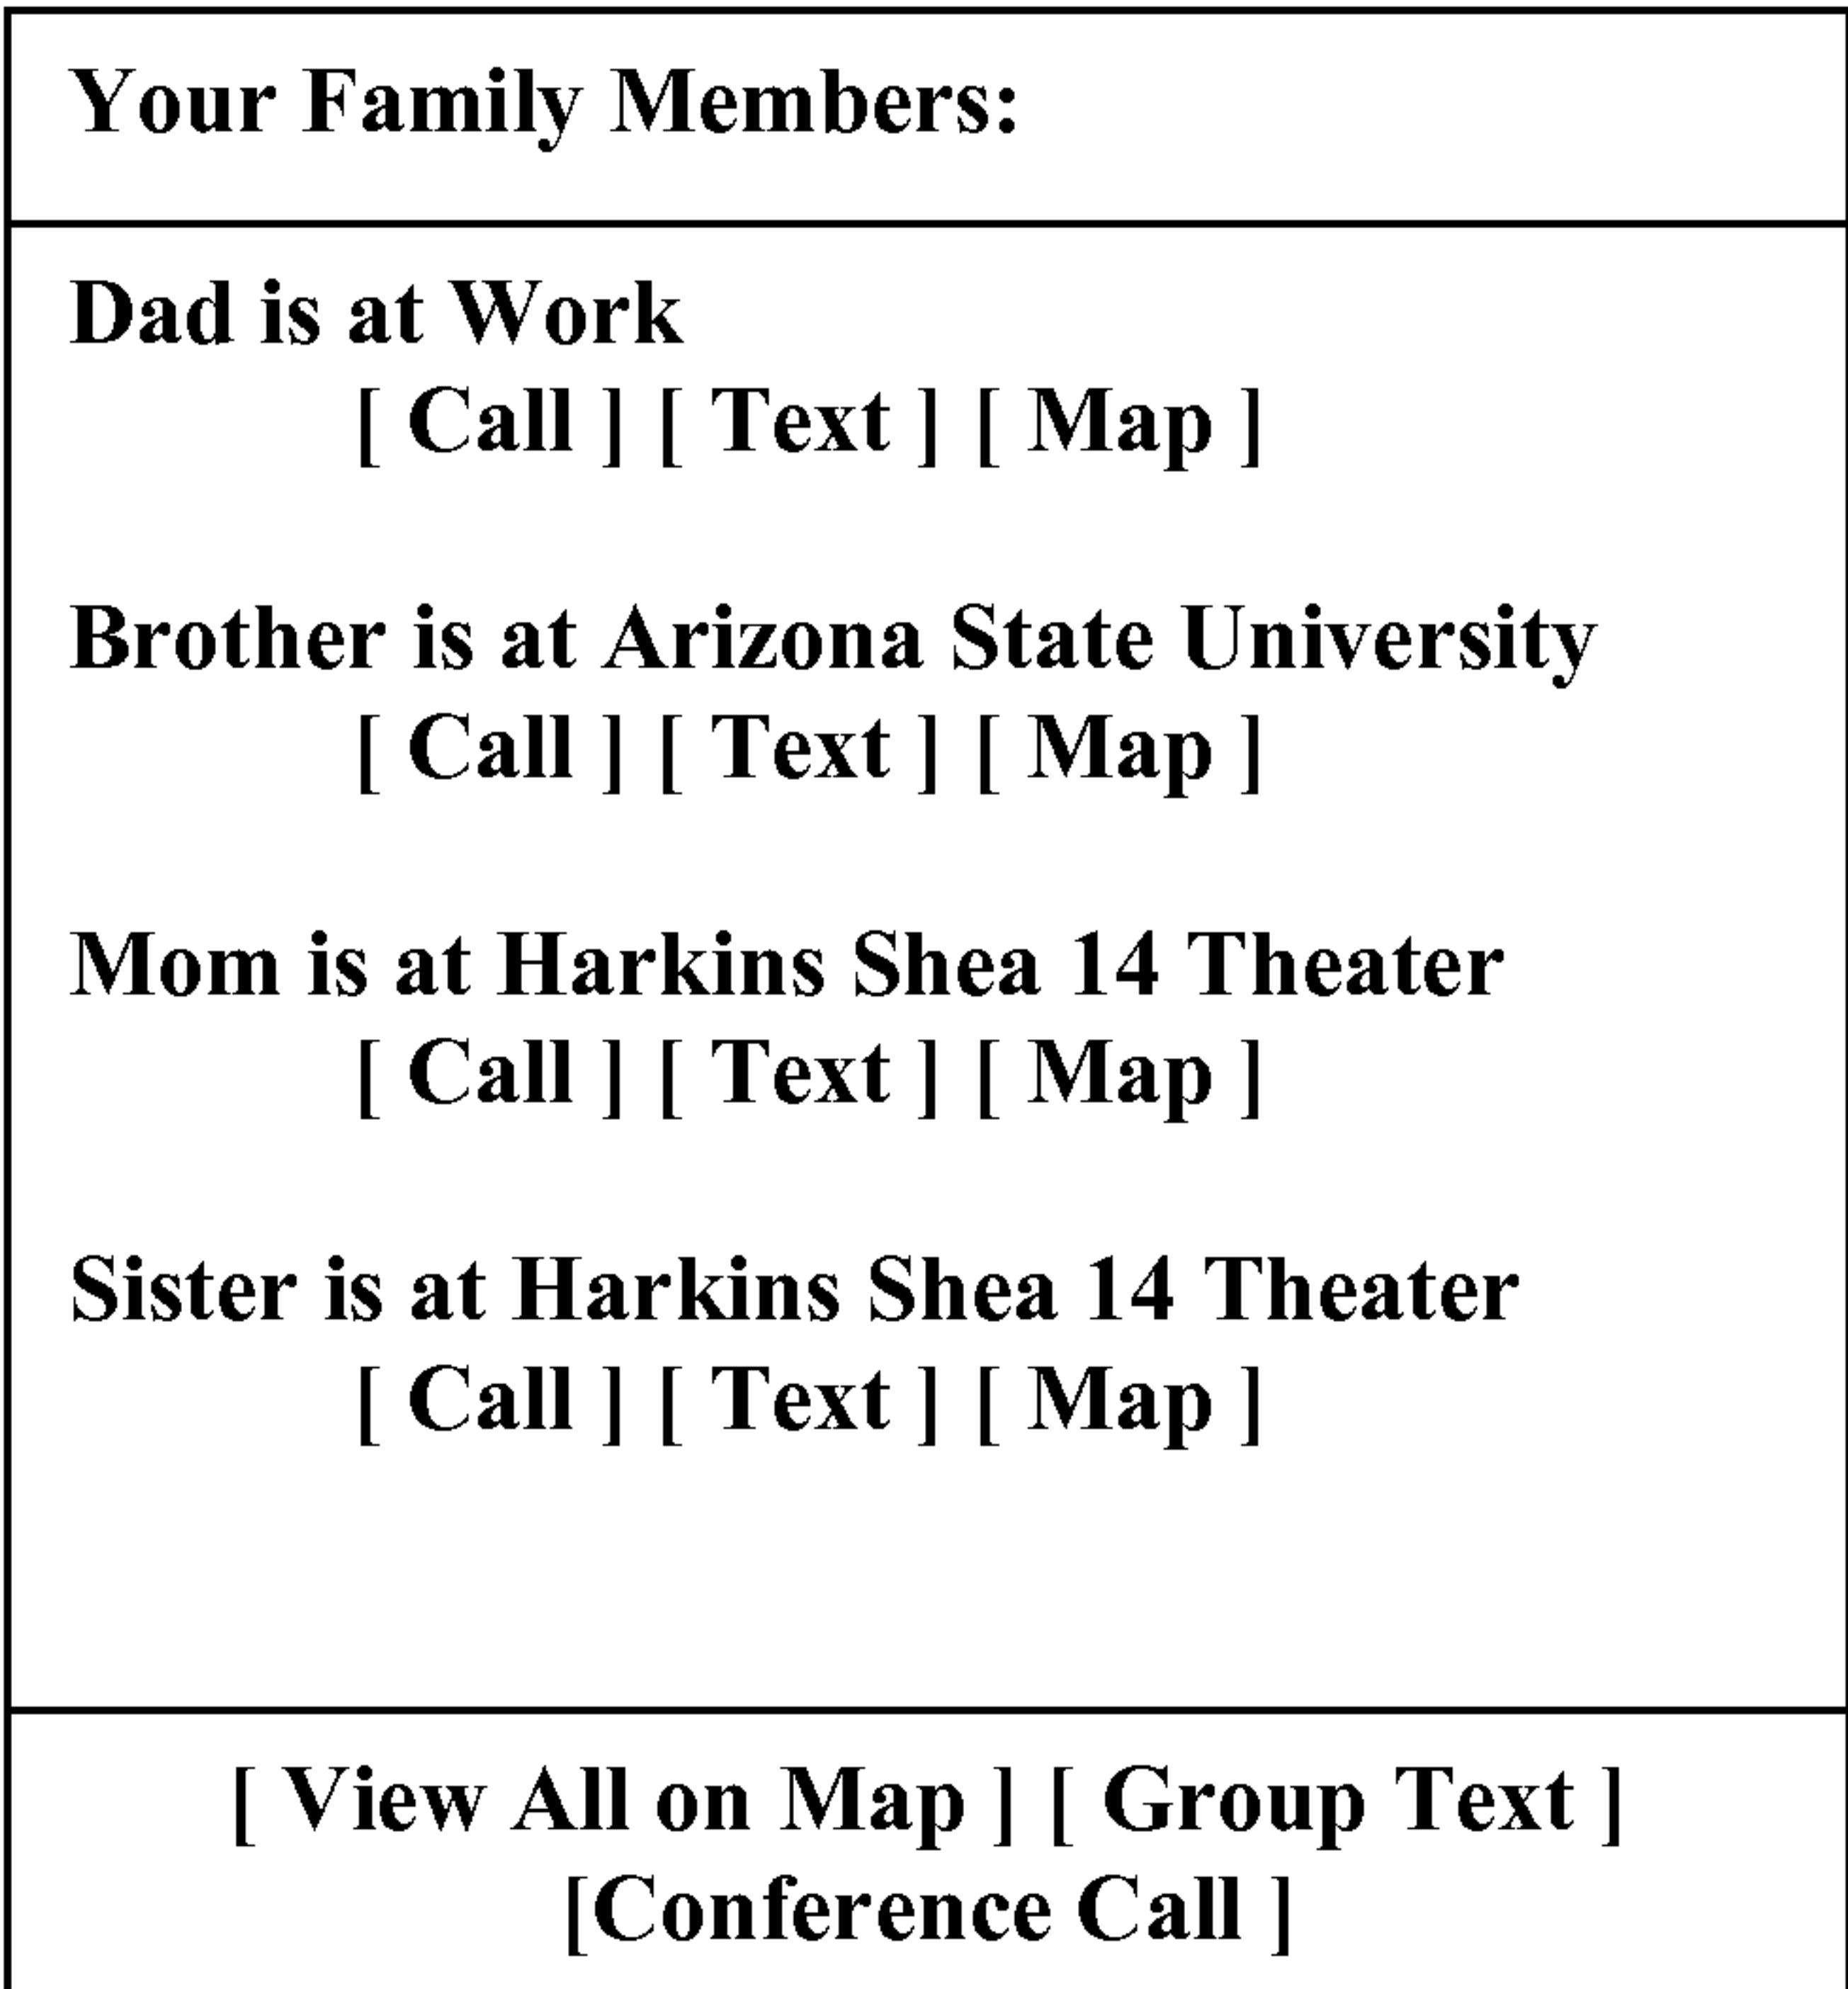 Your Family Members:
Dad is at Work
[ Call ] [ Text ] [ Map ]
Brother is at Arizona State University
[ Call ] [ Text ] [ Map ]
Mom is at Harkins Shea 14 Theater
[ Call ] [ Text ] [ Map ]
Sister is at Harkins Shea 14 Theater
[ Call ] [ Text ] [ Map ]
[ View All on Map ] [ Group Text ]
[Conference Call ]